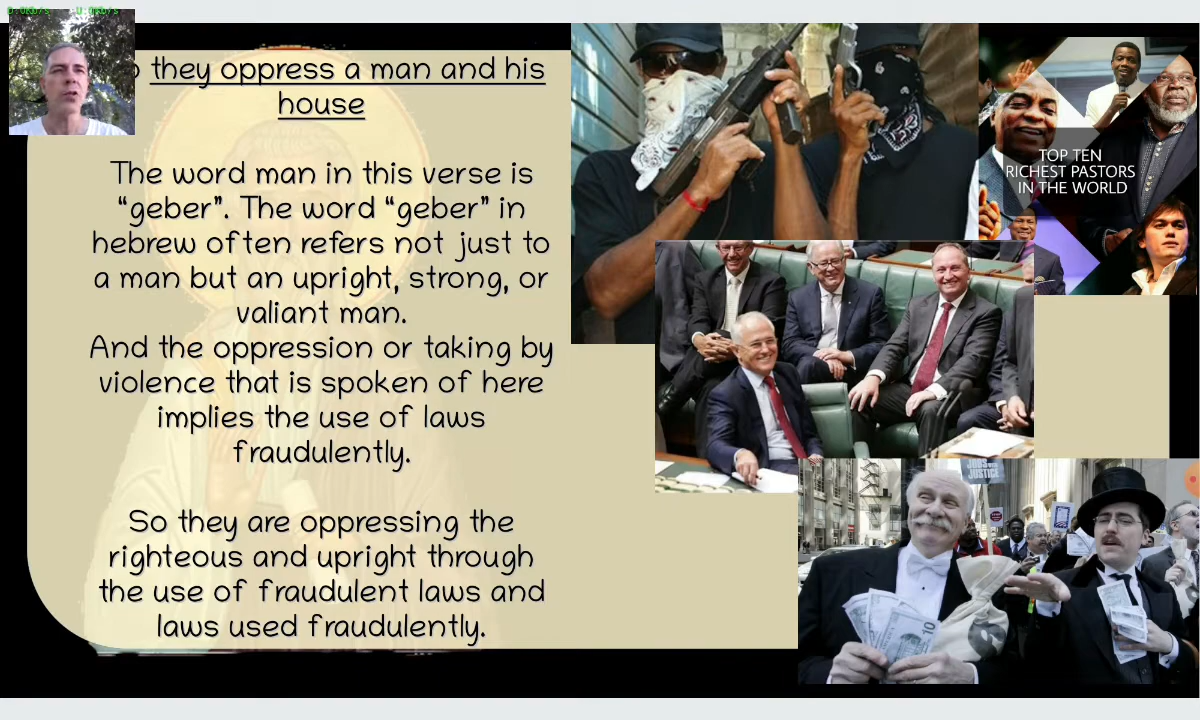 they oppress a man and his
house
The word man in this verse is
“geber”. The word “geber” in
hebrew often refers not just to
a man but an upright, strong, or
valiant man.
And the oppression or taking by
violence that is spoken of here
implies the use of laws
fraudulently.
So they are oppressing the
righteous and upright through
the use of fraudulent laws and
laws used fraudulently.
TOP TEN
RICHEST PASTORS
IN THE WORLD
JUSTICE
10